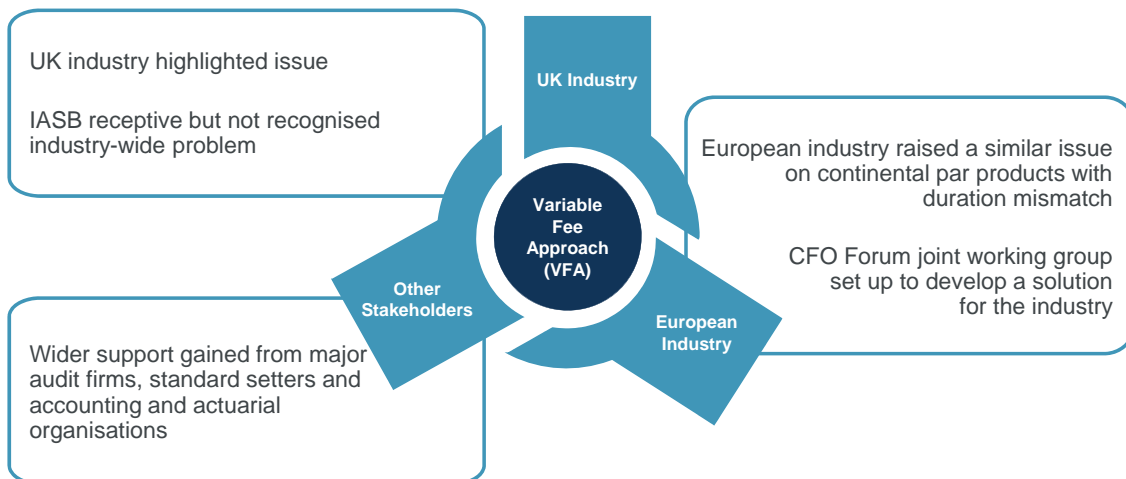 UK industry highlighted issue
IASB receptive but not recognised
industry-wide problem
UK Industry
European industry raised a similar issue
on continental par products with
duration mismatch
CFO Forum joint working group
set up to develop a solution
for the industry
Variable
Fee
Approach
(VFA)
Other
Stakeholders
European
Industry
Wider support gained from major
audit firms, standard setters and
accounting and actuarial
organisations